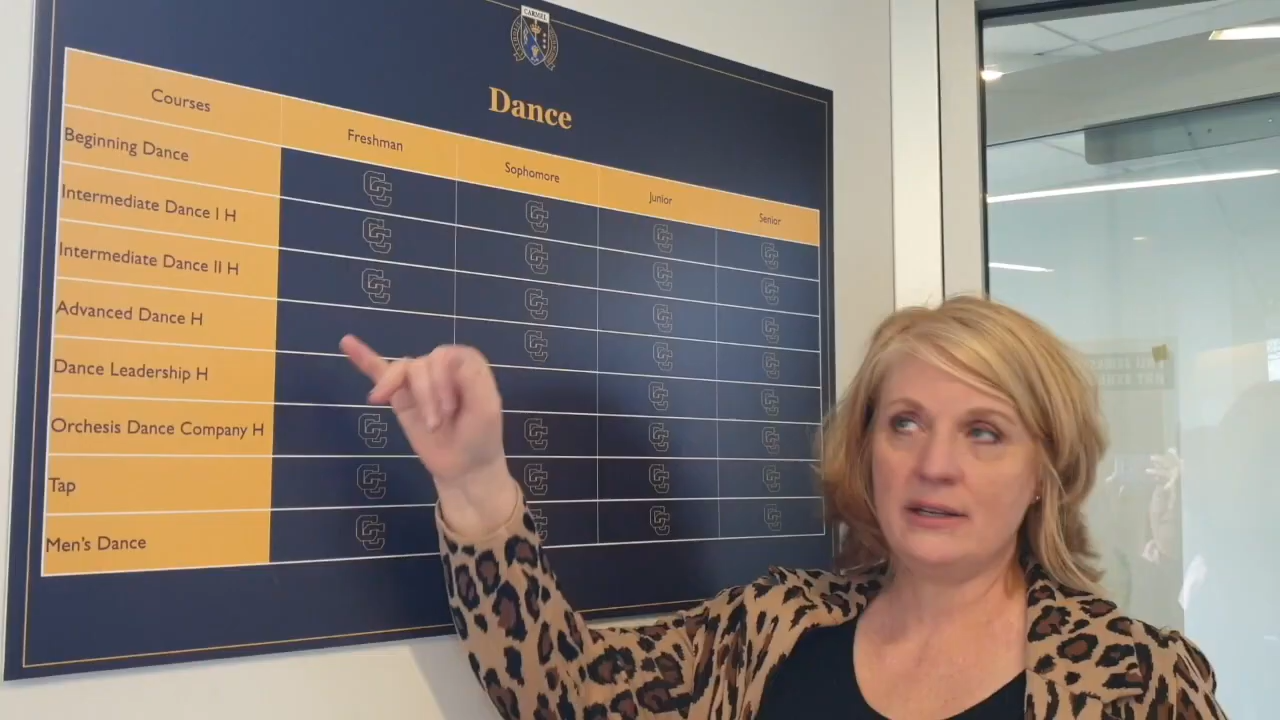 CARMEL
Dance
Courses Freshman Sophomore Junior Senior
Beginning Dance
Intermediate Dance I H
Intermediate Dance II H
Advanced Dance H
Dance Leadership H
Orchesis Dance Company H
Tap
Men's Dance